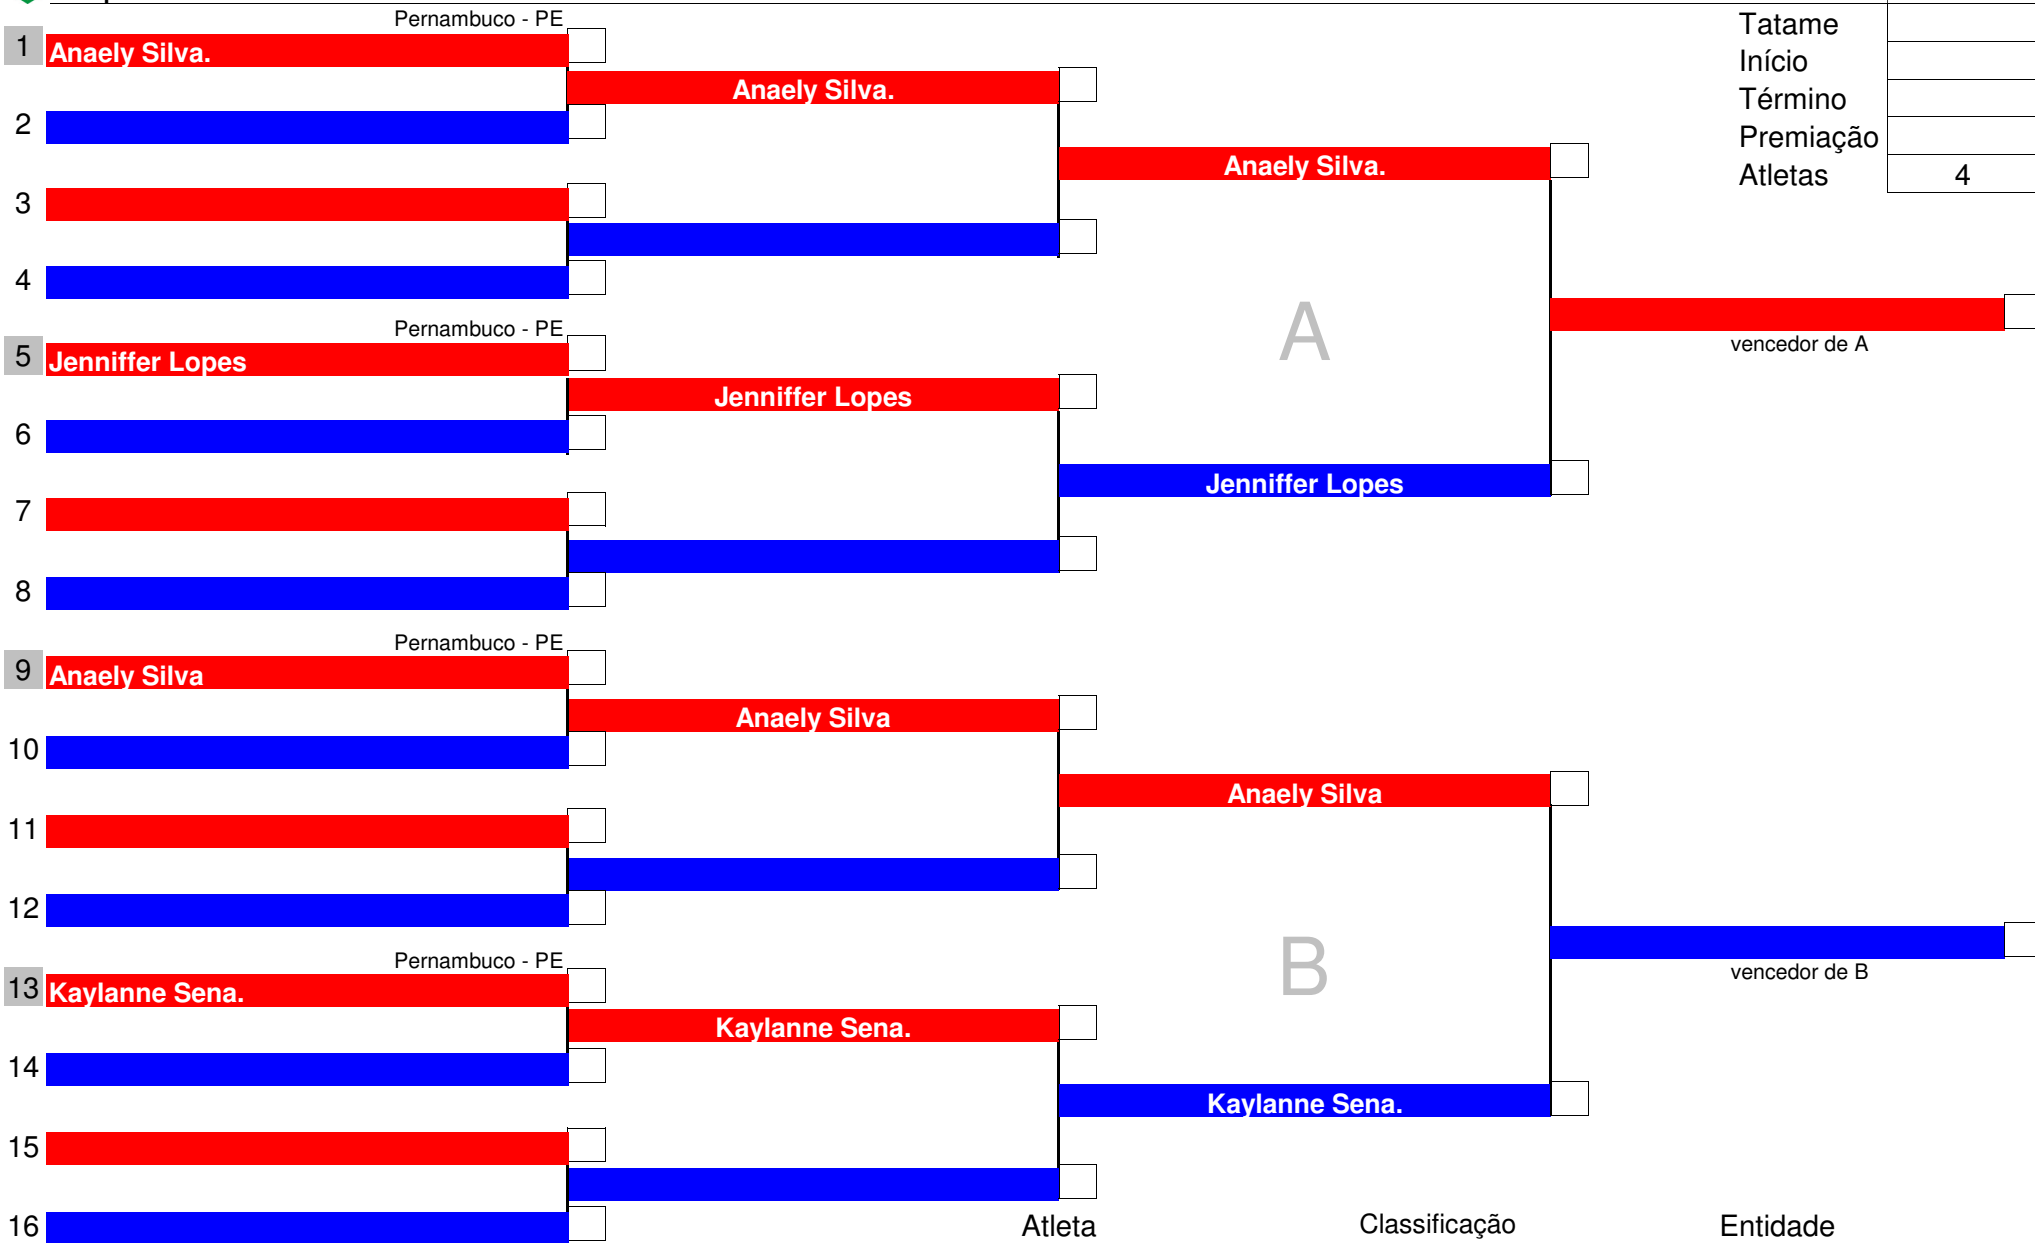 Pernambuco - PE
Tatame
1 Anaely Silva.
Início
Anaely Silva.
Término
2
Premiação
Anaely Silva.
Atletas 4
3
4
A
Pernambuco - PE
vencedor de A
5 Jenniffer Lopes
Jenniffer Lopes
6
Jenniffer Lopes
7
8
Pernambuco - PE
9 Anaely Silva
Anaely Silva
10
Anaely Silva
11
12
B
Pernambuco - PE
vencedor de B
13 Kaylanne Sena.
Kaylanne Sena.
14
Kaylanne Sena.
15
16
Atleta Classificação Entidade